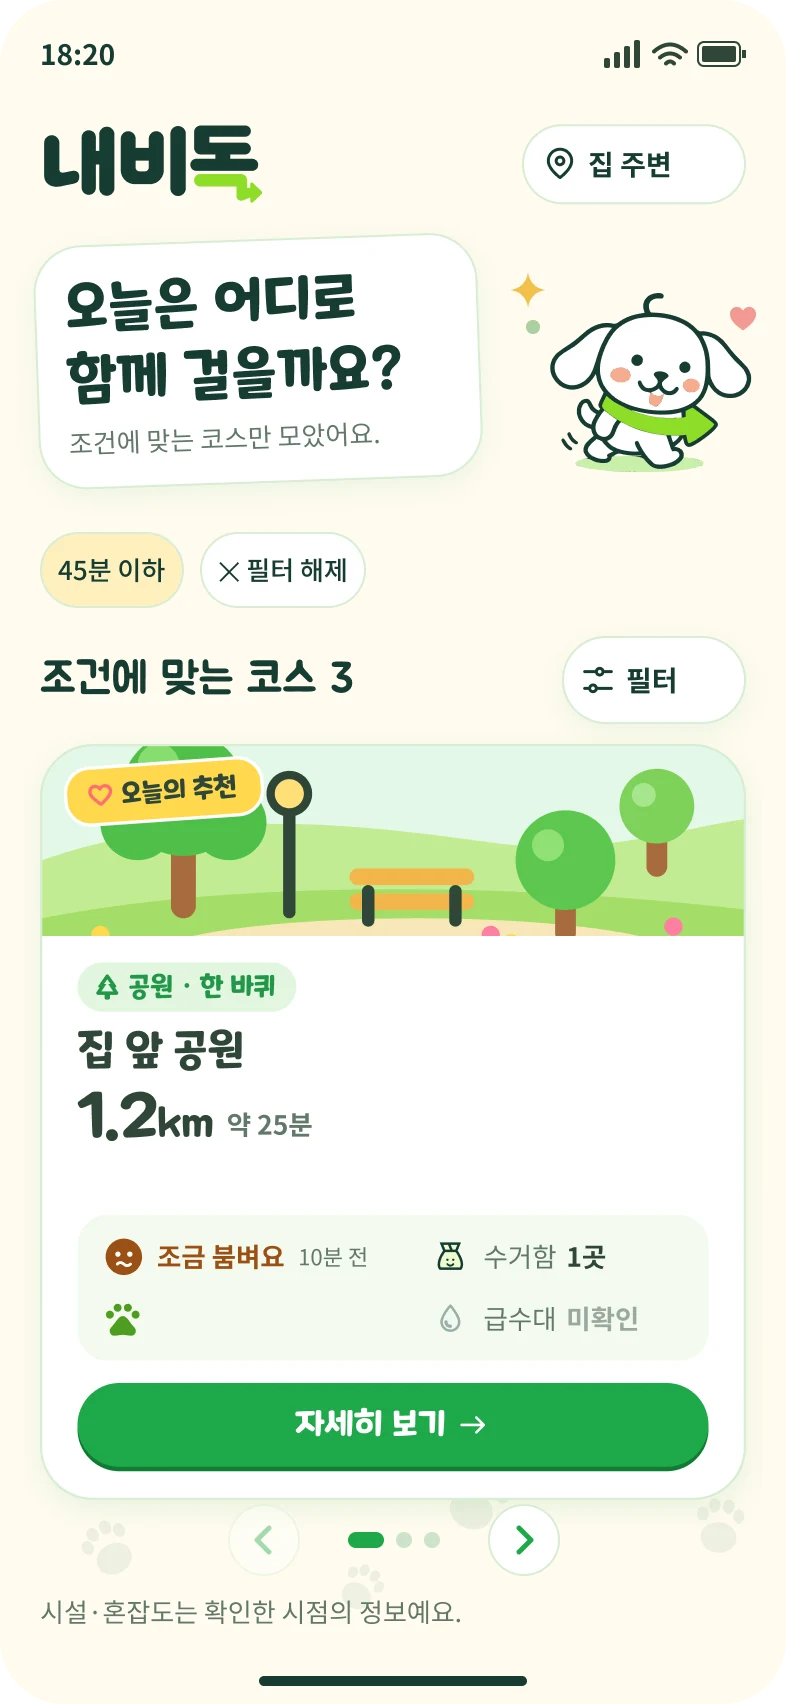 18:20
내비독
집 주변
오늘은 어디로
함께 걸을까요?
조건에 맞는 코스만 모았어요.
45분 이하
필터 해제
조건에 맞는 코스 3
필터
오늘의 추천
공원 · 한 바퀴
집 앞 공원
1.2km 약 25분
조금 붐벼요 10분 전
수거함 1곳
급수대 미확인
자세히 보기 →
시설·혼잡도는 확인한 시점의 정보예요.